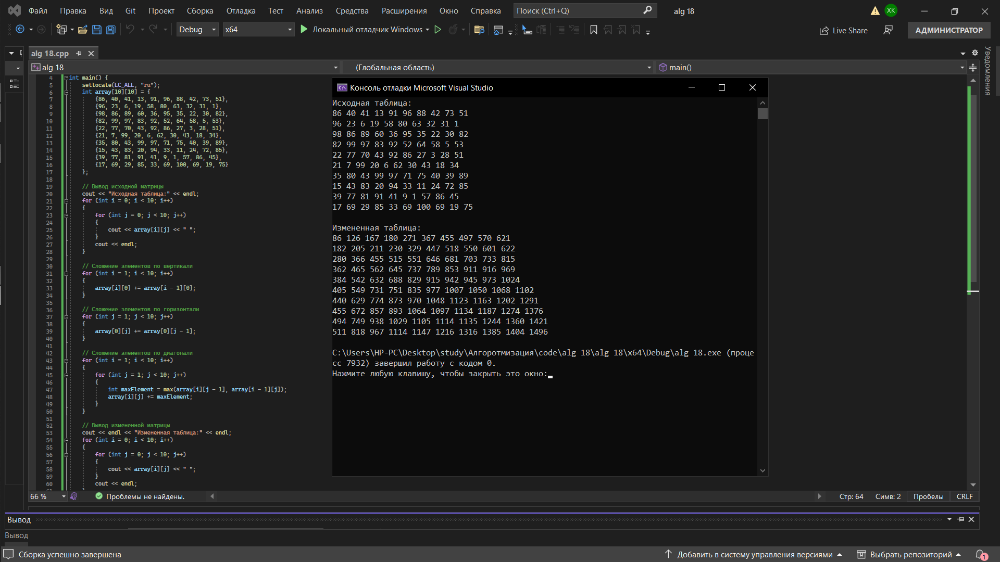 Файл Правка Вид Git Проект Сборка Отладка Тест Анализ Средства Расширения Окно Справка Поиск (Ctrl+Q) alg 18 XK
Debug x64 Локальный отладчик Windows Live Share АДМИНИСТРАТОР
alg 18.cpp
Уведомления
alg 18 (Глобальная область) main()
4 int main() {
5 setlocale(LC_ALL, "ru");
6 int array[10][10] = {
7 {86, 40, 41, 13, 91, 96, 88, 42, 73, 51},
8 {96, 23, 6, 19, 58, 80, 63, 32, 31, 1},
9 {98, 86, 89, 60, 36, 95, 35, 22, 30, 82},
10 {82, 99, 97, 83, 92, 52, 64, 58, 5, 53},
11 {22, 77, 70, 43, 92, 86, 27, 3, 28, 51},
12 {21, 7, 99, 20, 6, 62, 30, 43, 18, 34},
13 {35, 80, 43, 99, 97, 71, 75, 40, 39, 89},
14 {15, 43, 83, 20, 94, 33, 11, 24, 72, 85},
15 {39, 77, 81, 91, 41, 9, 1, 57, 86, 45},
16 {17, 69, 29, 85, 33, 69, 100, 69, 19, 75}
17 };
18
19 // Вывод исходной матрицы
20 cout << "Исходная таблица:" << endl;
21 for (int i = 0; i < 10; i++)
22 {
23 for (int j = 0; j < 10; j++)
24 {
25 cout << array[i][j] << " ";
26 }
27 cout << endl;
28 }
29
30 // Сложение элементов по вертикали
31 for (int i = 1; i < 10; i++)
32 {
33 array[i][0] += array[i - 1][0];
34 }
35
36 // Сложение элементов по горизонтали
37 for (int j = 1; j < 10; j++)
38 {
39 array[0][j] += array[0][j - 1];
40 }
41
42 // Сложение элементов по диагонали
43 for (int i = 1; i < 10; i++)
44 {
45 for (int j = 1; j < 10; j++)
46 {
47 int maxElement = max(array[i][j - 1], array[i - 1][j]);
48 array[i][j] += maxElement;
49 }
50 }
51
52 // Вывод измененной матрицы
53 cout << endl << "Измененная таблица:" << endl;
54 for (int i = 0; i < 10; i++)
55 {
56 for (int j = 0; j < 10; j++)
57 {
58 cout << array[i][j] << " ";
59 }
60 cout << endl;
Консоль отладки Microsoft Visual Studio
Исходная таблица:
86 40 41 13 91 96 88 42 73 51
96 23 6 19 58 80 63 32 31 1
98 86 89 60 36 95 35 22 30 82
82 99 97 83 92 52 64 58 5 53
22 77 70 43 92 86 27 3 28 51
21 7 99 20 6 62 30 43 18 34
35 80 43 99 97 71 75 40 39 89
15 43 83 20 94 33 11 24 72 85
39 77 81 91 41 9 1 57 86 45
17 69 29 85 33 69 100 69 19 75
Измененная таблица:
86 126 167 180 271 367 455 497 570 621
182 205 211 230 329 447 518 550 601 622
280 366 455 515 551 646 681 703 733 815
362 465 562 645 737 789 853 911 916 969
384 542 632 688 829 915 942 945 973 1024
405 549 731 751 835 977 1007 1050 1068 1102
440 629 774 873 970 1048 1123 1163 1202 1291
455 672 857 893 1064 1097 1134 1187 1274 1376
494 749 938 1029 1105 1114 1135 1244 1360 1421
511 818 967 1114 1147 1216 1316 1385 1404 1496
C:\Users\HP-PC\Desktop\study\Алгоротмизация\code\alg 18\alg 18\x64\Debug\alg 18.exe (проце
сс 7932) завершил работу с кодом 0.
Нажмите любую клавишу, чтобы закрыть это окно:
66 % Проблемы не найдены. Стр: 64 Симв: 2 Пробелы CRLF
Вывод
Вывод
Сборка успешно завершена Добавить в систему управления версиями Выбрать репозиторий 1